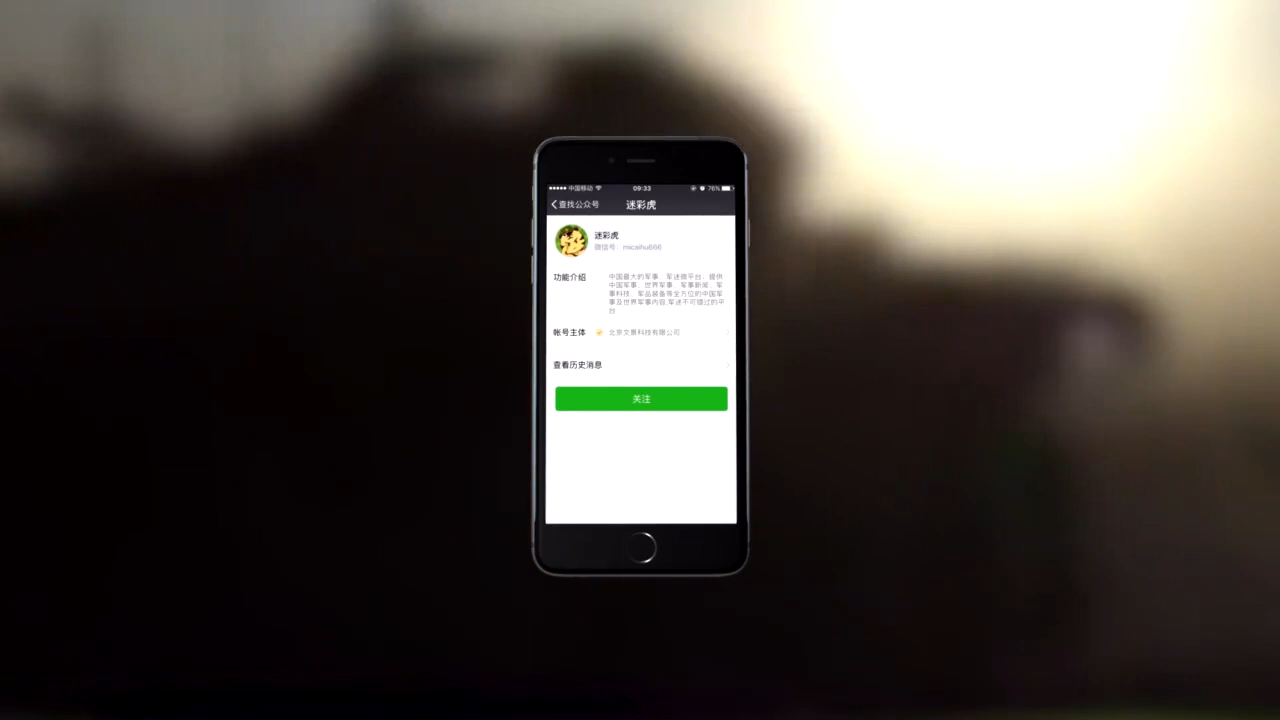 中国移动 09:33 76%
查找公众号 迷彩虎
迷彩虎
微信号: micaihu666
功能介绍 中国最大的军事、军迷微平台；提供
中国军事、世界军事、军事新闻、军
事科技、军品装备等全方位的中国军
事及世界军事内容,军迷不可错过的平
台
帐号主体 北京文景科技有限公司
查看历史消息
关注